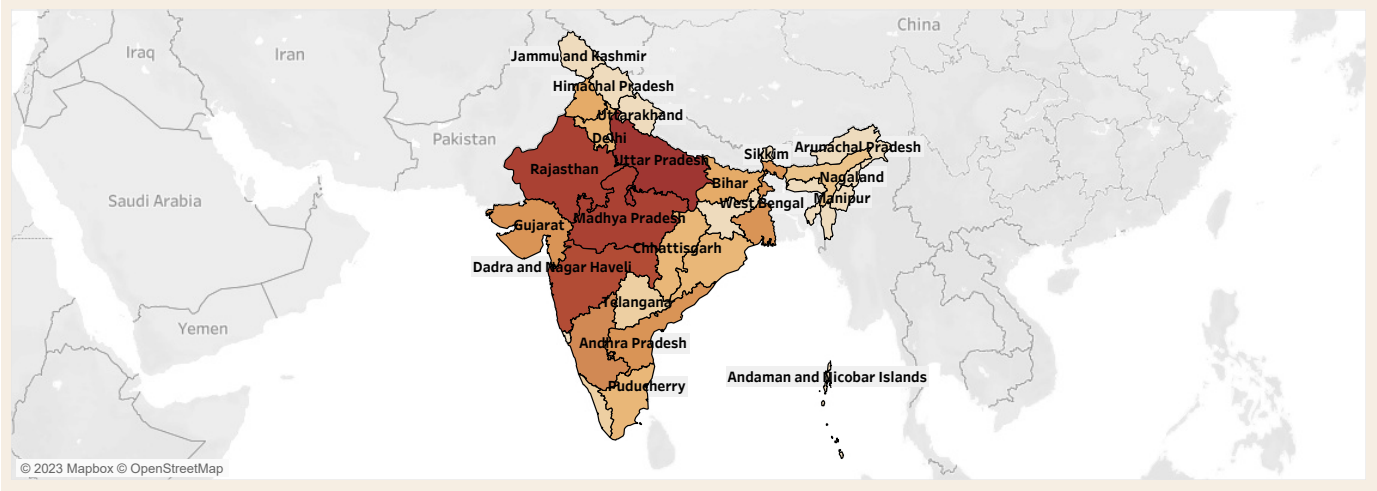 China
Iraq
Iran
Jammu and Kashmir
Himachal Pradesh
Uttarakhand
Pakistan
Delhi
Arunachal Pradesh
Sikkim
Uttar Pradesh
Rajasthan
Nagaland
Bihar
Saudi Arabia
Manipur
West Bengal
Madhya Pradesh
Gujarat
Chhattisgarh
Dadra and Nagar Haveli
Telangana
Yemen
Andhra Pradesh
Andaman and Nicobar Islands
Puducherry
© 2023 Mapbox © OpenStreetMap